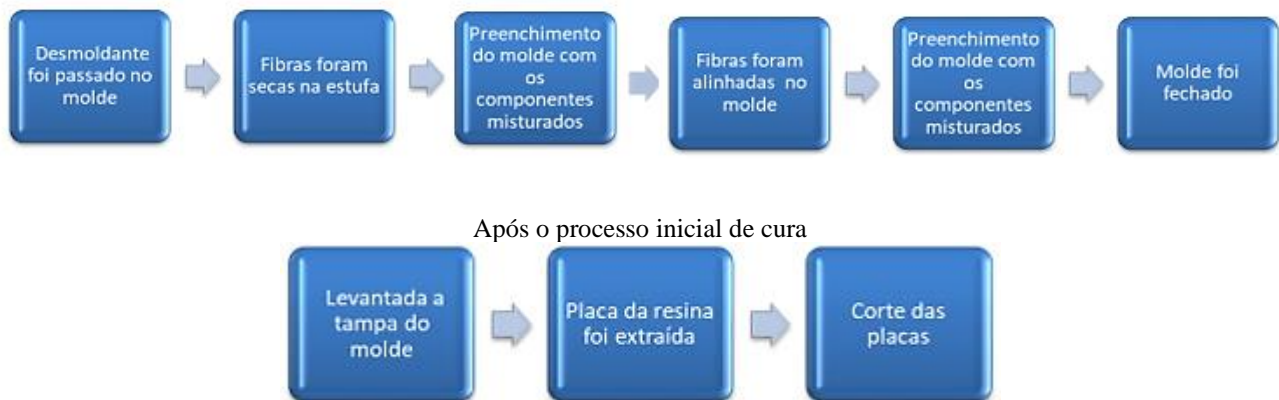 Desmoldante
foi passado no
molde
Fibras foram
secas na estufa
Preenchimento
do molde com
os
componentes
misturados
Fibras foram
alinhadas no
molde
Preenchimento
do molde com
os
componentes
misturados
Molde foi
fechado
Após o processo inicial de cura
Levantada a
tampa do
molde
Placa da resina
foi extraída
Corte das
placas